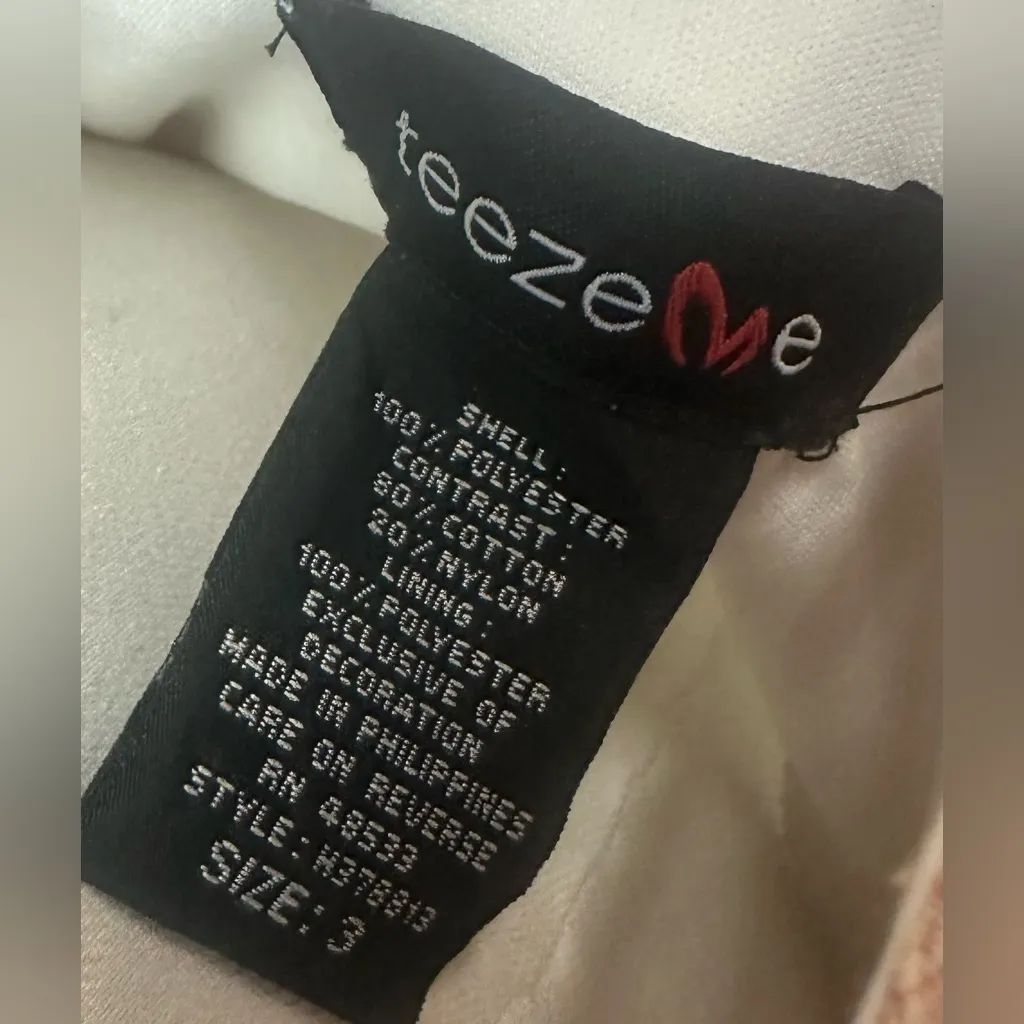 teezeMe
SHELL:
100% POLYESTER
CONTRAST:
80% COTTON
20% NYLON
LINING:
100% POLYESTER
EXCLUSIVE OF
DECORATION
MADE IN PHILIPPINES
CARE ON REVERSE
RN
STYLE:
SIZE: 3